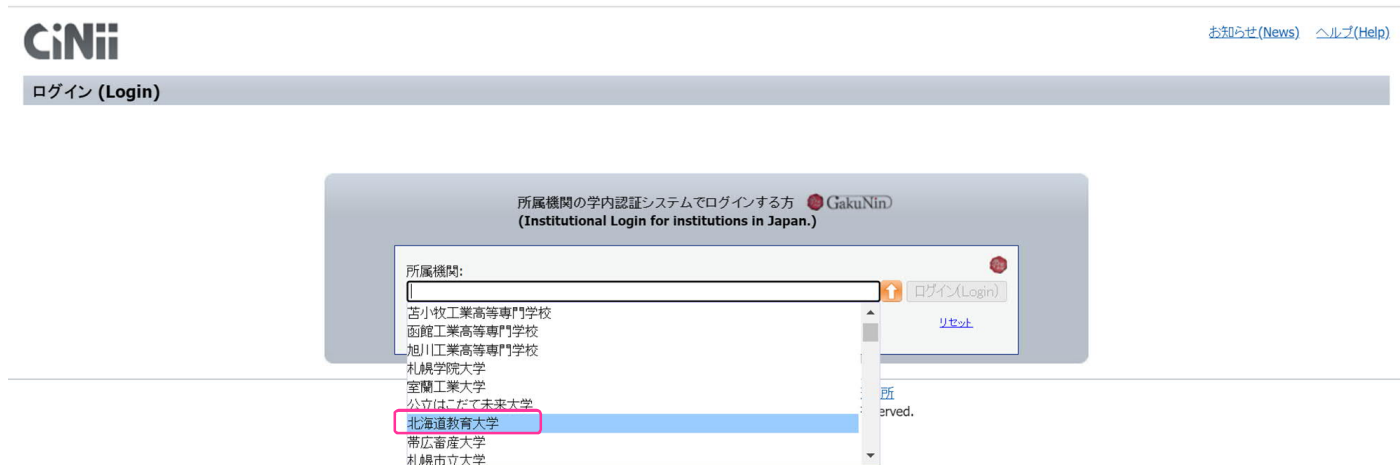 CiNii
お知らせ(News) ヘルプ(Help)
ログイン (Login)
所属機関の学内認証システムでログインする方 GakuNin
(Institutional Login for institutions in Japan.)
所属機関:
ログイン(Login)
苫小牧工業高等専門学校
リセット
函館工業高等専門学校
旭川工業高等専門学校
札幌学院大学
室蘭工業大学
所
公立はこだて未来大学
erved.
北海道教育大学
帯広畜産大学
札幌市立大学